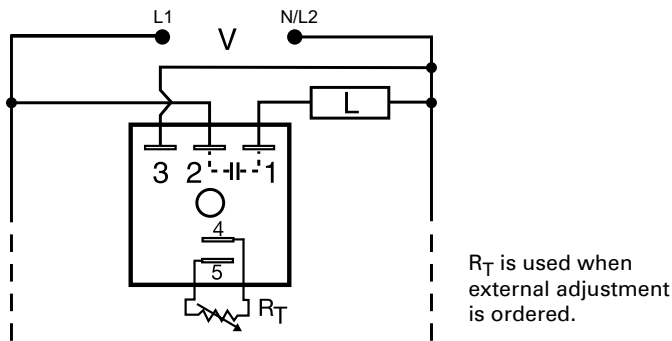 L1
V
N/L2
L
3
2
1
4
5
RT
RT is used when
external adjustment
is ordered.